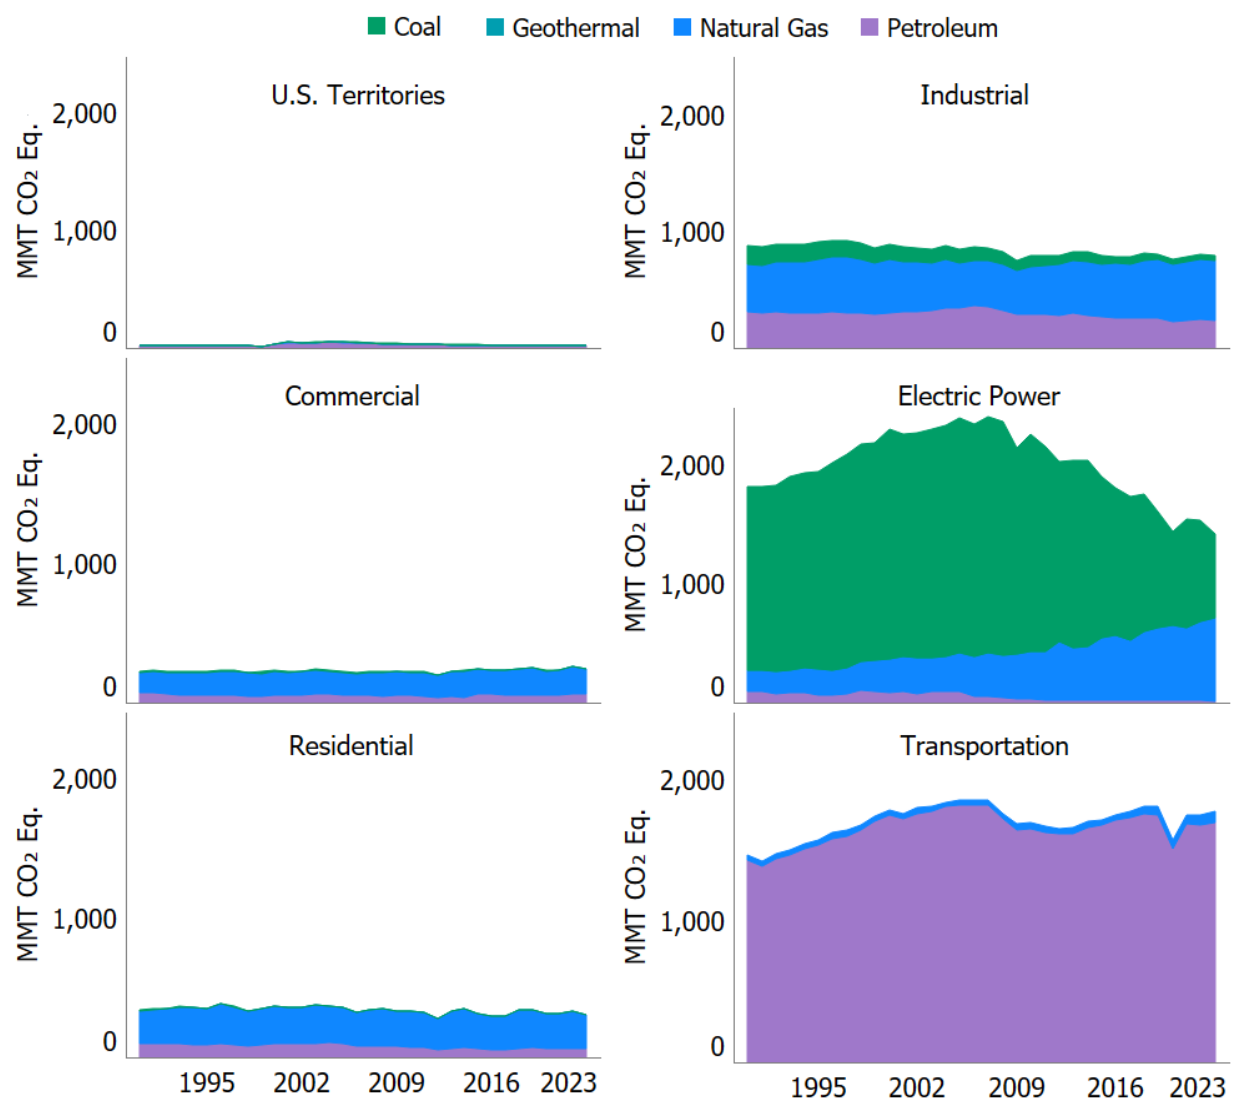 Coal Geothermal Natural Gas Petroleum
U.S. Territories
2,000
1,000
0
MMT CO₂ Eq.
Industrial
2,000
1,000
0
MMT CO₂ Eq.
Commercial
2,000
1,000
0
MMT CO₂ Eq.
Electric Power
2,000
1,000
0
MMT CO₂ Eq.
Residential
2,000
1,000
0
MMT CO₂ Eq.
1995 2002 2009 2016 2023
Transportation
2,000
1,000
0
MMT CO₂ Eq.
1995 2002 2009 2016 2023